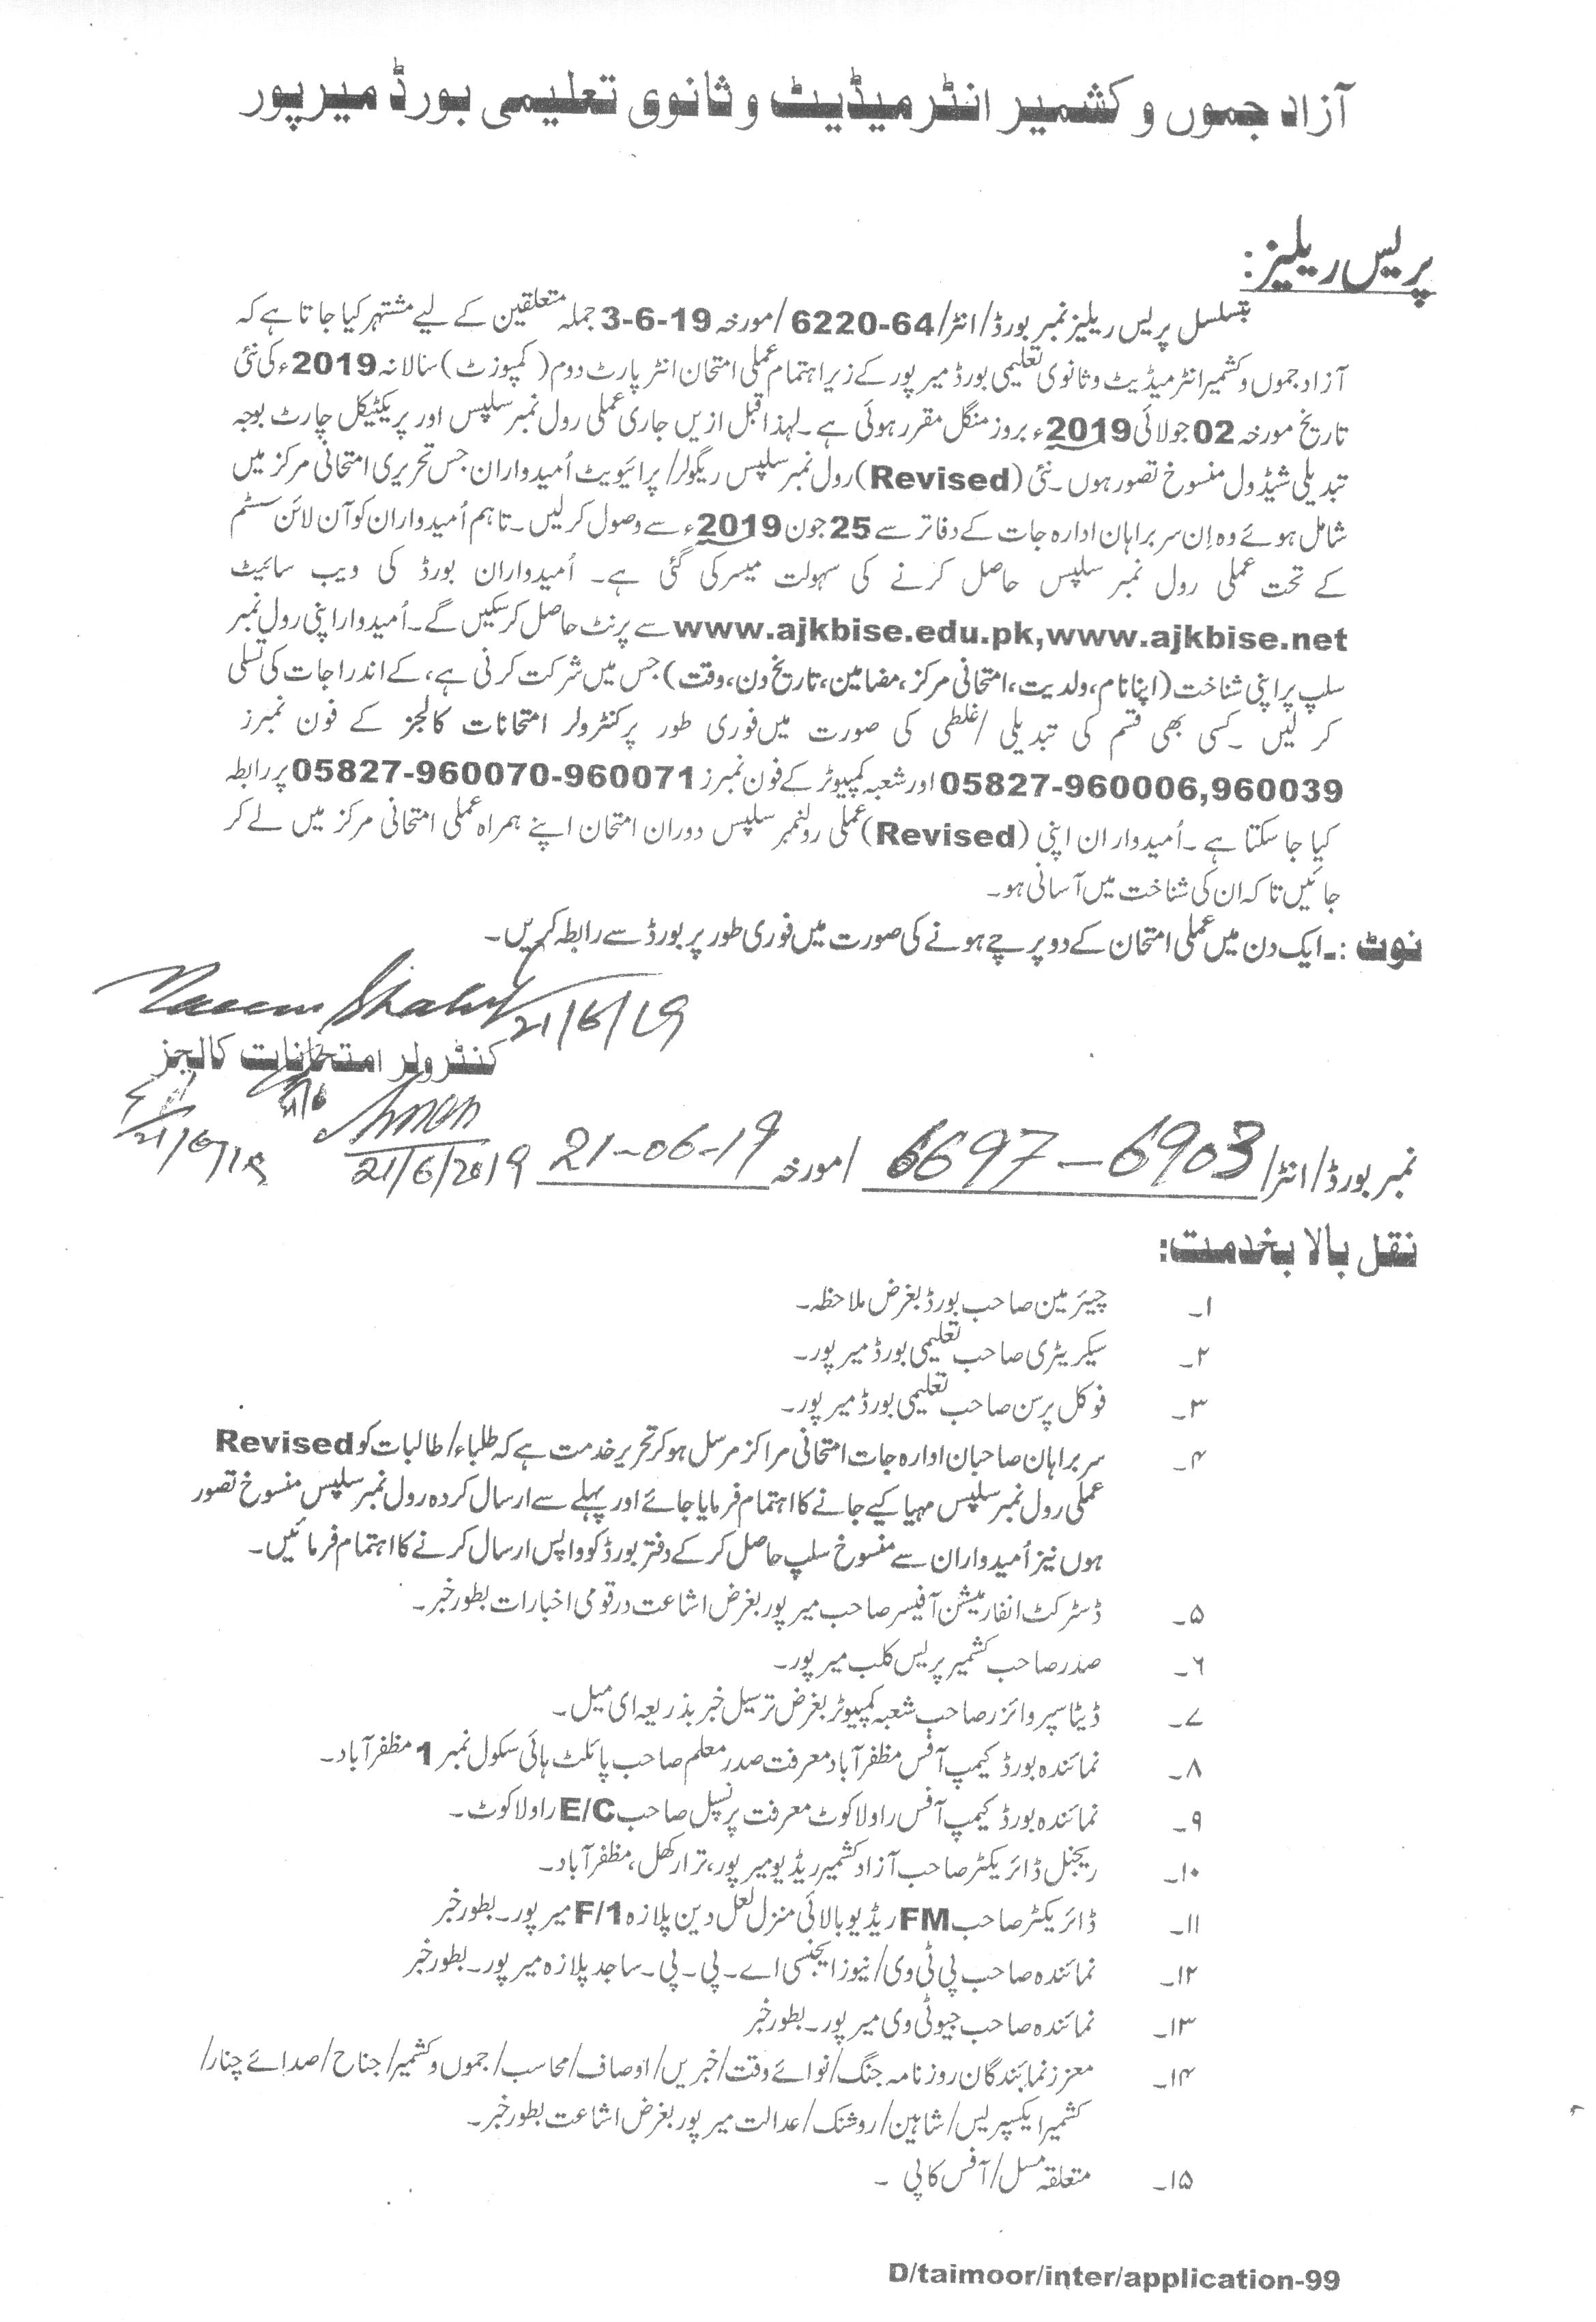 آزاد جموں و کشمیر انٹرمیڈیٹ و ثانوی تعلیمی بورڈ میرپور
پریس ریلیز:
بتسلسل پریس ریلیز نمبر بورڈ/انٹر/6220-64/مورخہ 3-6-19 جملہ متعلقین کے لیے مشتہر کیا جاتا ہے کہ
آزاد جموں و کشمیر انٹرمیڈیٹ و ثانوی تعلیمی بورڈ میرپور کے زیر اہتمام عملی امتحان انٹر پارٹ دوم (کمپوزٹ) سالانہ 2019ء کی نئی
تاریخ مورخہ 02 جولائی 2019ء بروز منگل مقرر ہوئی ہے۔ لہذا قبل ازیں جاری عملی رول نمبر سلپس اور پریکٹیکل چارٹ بوجہ
تبدیلی شیڈول منسوخ تصور ہوں۔ نئی (Revised) رول نمبر سلپس ریگولر/ پرائیویٹ اُمیدواران جس تحریری امتحانی مرکز میں
شامل ہوئے وہ اِن سربراہان ادارہ جات کے دفاتر سے 25 جون 2019ء سے وصول کر لیں۔ تاہم اُمیدواران کو آن لائن سسٹم
کے تحت عملی رول نمبر سلپس حاصل کرنے کی سہولت میسر کی گئی ہے۔ اُمیدواران بورڈ کی ویب سائیٹ
www.ajkbise.edu.pk,www.ajkbise.net سے پرنٹ حاصل کر سکیں گے۔ اُمیدوار اپنی رول نمبر
سلپ پر اپنی شناخت (اپنا نام، ولدیت، امتحانی مرکز، مضامین، تاریخ دن، وقت) جس میں شرکت کرنی ہے، کے اندراجات کی تسلی
کر لیں ۔ کسی بھی قسم کی تبدیلی /غلطی کی صورت میں فوری طور پر کنٹرولر امتحانات کالجز کے فون نمبرز
05827-960006,960039 اور شعبہ کمپیوٹر کے فون نمبرز 05827-960070-960071 پر رابطہ
کیا جا سکتا ہے ۔ اُمیدواران اپنی (Revised) عملی رولنمبر سلپس دوران امتحان اپنے ہمراہ عملی امتحانی مرکز میں لے کر
جائیں تا کہ ان کی شناخت میں آسانی ہو۔
نوٹ :۔ ایک دن میں عملی امتحان کے دو پرچے ہونے کی صورت میں فوری طور پر بورڈ سے رابطہ کریں۔
21/6/19
کنٹرولر امتحانات کالجز
21/6/19
21/6/2019
نمبر بورڈ/انٹر/ 6697-6903 /مورخہ 21-06-19
نقل بالا بخدمت:
۱۔ چیئرمین صاحب بورڈ بغرض ملاحظہ۔
۲۔ سیکریٹری صاحب تعلیمی بورڈ میرپور۔
۳۔ فوکل پرسن صاحب تعلیمی بورڈ میرپور۔
۴۔ سربراہان صاحبان ادارہ جات امتحانی مراکز مرسل ہو کر تحریر خدمت ہے کہ طلباء/طالبات کو Revised
عملی رول نمبر سلپس مہیا کیے جانے کا اہتمام فرمایا جائے اور پہلے سے ارسال کردہ رول نمبر سلپس منسوخ تصور
ہوں نیز اُمیدواران سے منسوخ سلپ حاصل کر کے دفتر بورڈ کو واپس ارسال کرنے کا اہتمام فرمائیں۔
۵۔ ڈسٹرکٹ انفارمیشن آفیسر صاحب میرپور بغرض اشاعت در قومی اخبارات بطور خبر۔
۶۔ صدر صاحب کشمیر پریس کلب میرپور۔
۷۔ ڈیٹا سپروائزر صاحب شعبہ کمپیوٹر بغرض ترسیل خبر بذریعہ ای میل۔
۸۔ نمائندہ بورڈ کیمپ آفس مظفرآباد معرفت صدر معلم صاحب پائلٹ ہائی سکول نمبر 1 مظفرآباد۔
۹۔ نمائندہ بورڈ کیمپ آفس راولاکوٹ معرفت پرنسپل صاحب E/C راولاکوٹ۔
۱۰۔ ریجنل ڈائریکٹر صاحب آزاد کشمیر ریڈیو میرپور، تراڑکھل، مظفرآباد۔
۱۱۔ ڈائریکٹر صاحب FM ریڈیو بالائی منزل لعل دین پلازہ F/1 میرپور۔ بطور خبر
۱۲۔ نمائندہ صاحب پی ٹی وی/نیوز ایجنسی اے۔ پی۔ پی۔ ساجد پلازہ میرپور۔ بطور خبر
۱۳۔ نمائندہ صاحب جیو ٹی وی میرپور۔ بطور خبر
۱۴۔ معزز نمائندگان روزنامہ جنگ/نوائے وقت/خبریں/اوصاف/محاسب/جموں و کشمیر/جناح/صدائے چنار/
کشمیر ایکسپریس/شاہین/روشنک/عدالت میرپور بغرض اشاعت بطور خبر۔
۱۵۔ متعلقہ مسل/آفس کاپی ۔
D/taimoor/inter/application-99